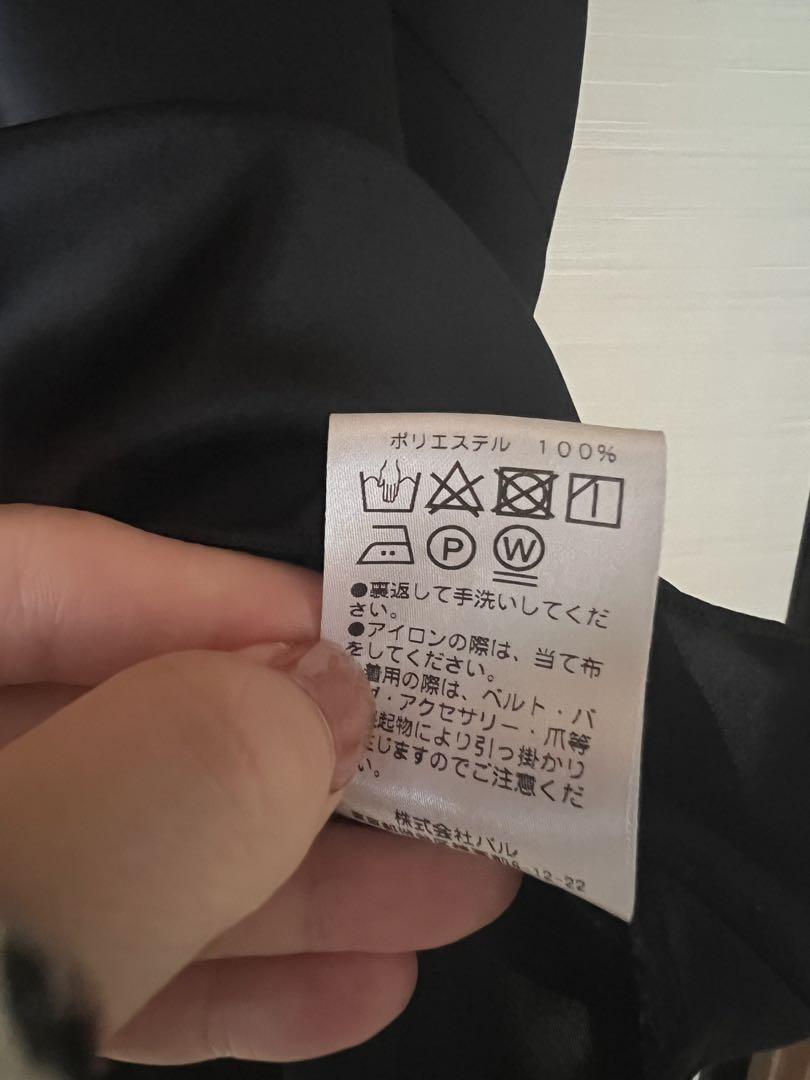 ポリエステル 100%
P W
●裏返して手洗いしてくだ
さい。
●アイロンの際は、当て布
をしてください。
着用の際は、ベルト・バ
・アクセサリー・爪等
起物により引っ掛かり
じますのでご注意くだ
い。
株式会社パル
-12-22